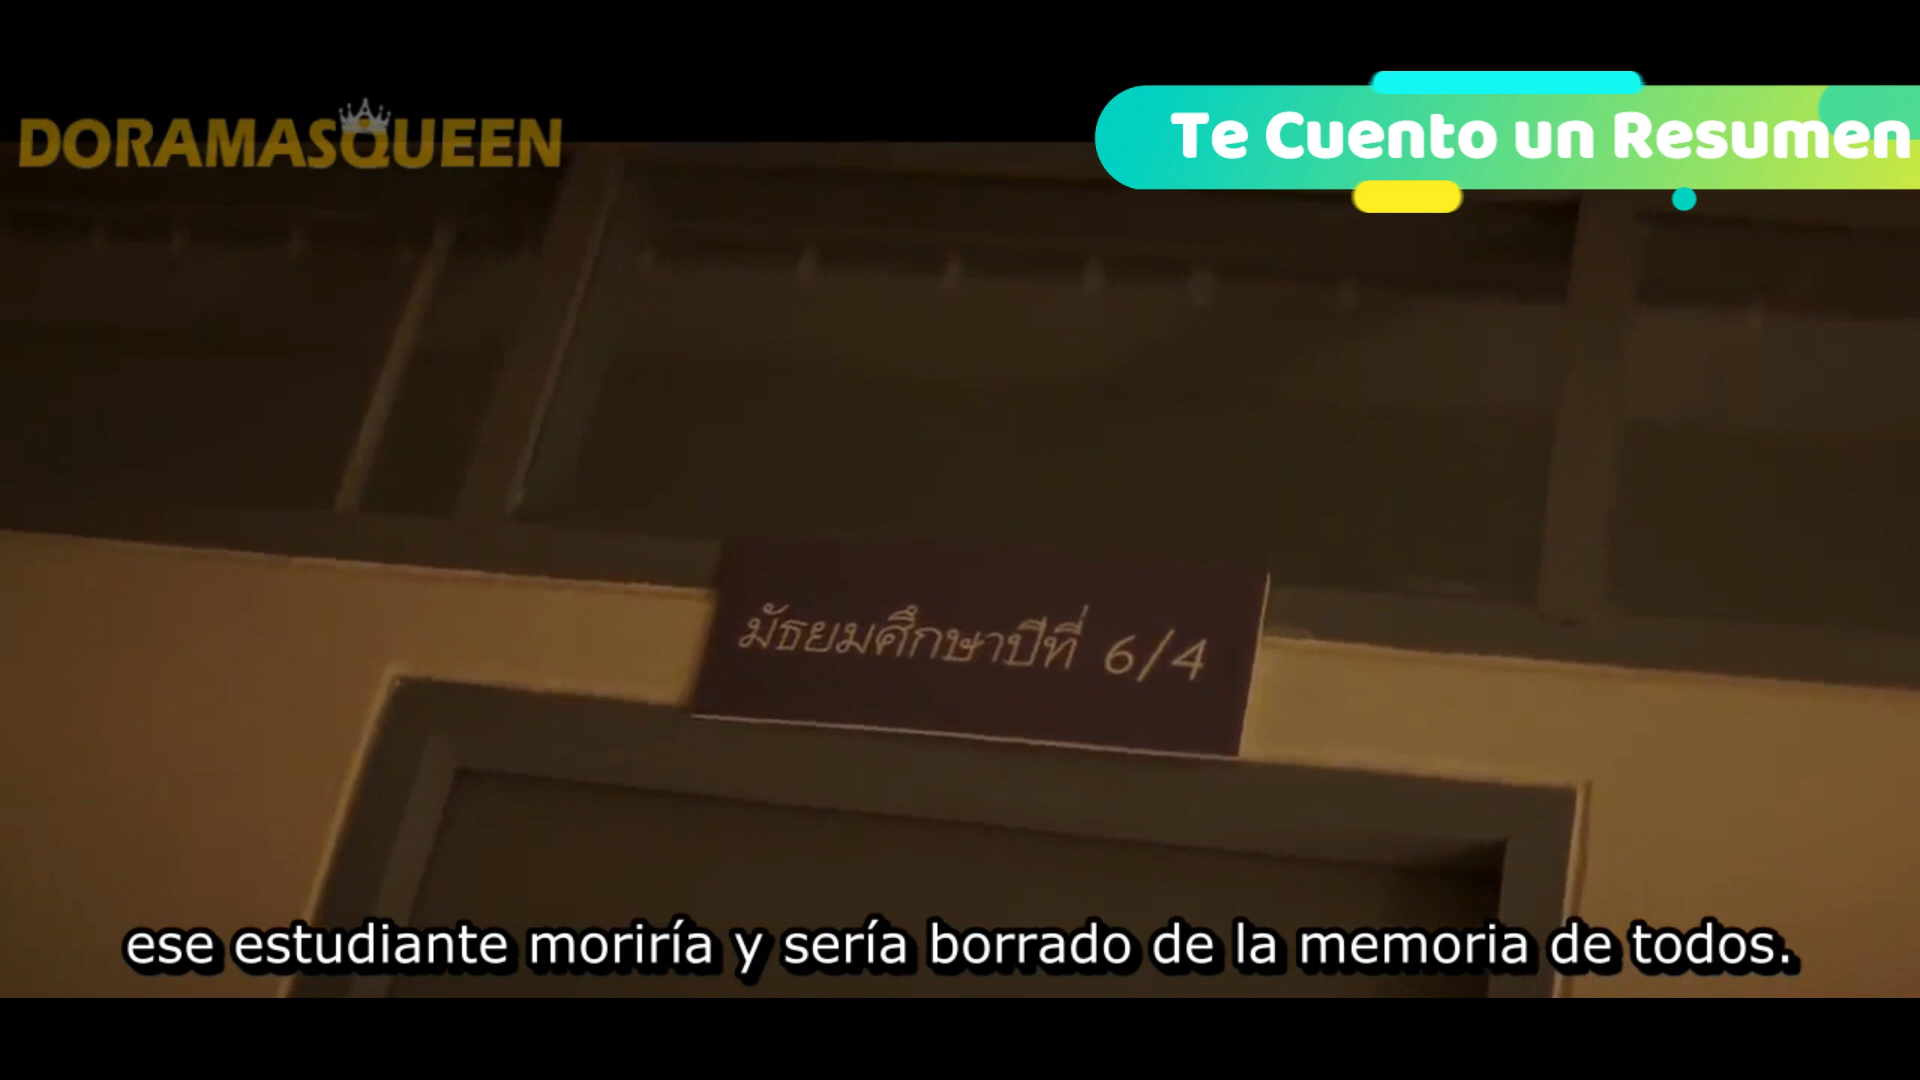 DORAMASQUEEN
Te Cuento un Resumen
มัธยมศึกษาปีที่ 6/4
ese estudiante moriría y sería borrado de la memoria de todos.